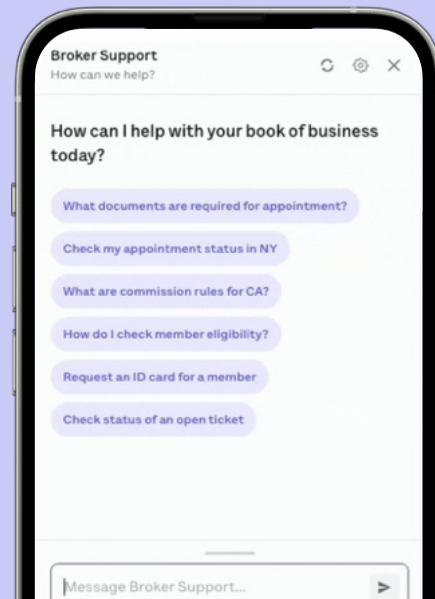 Broker Support
How can we help?
How can I help with your book of business
today?
What documents are required for appointment?
Check my appointment status in NY
What are commission rules for CA?
How do I check member eligibility?
Request an ID card for a member
Check status of an open ticket
Message Broker Support...